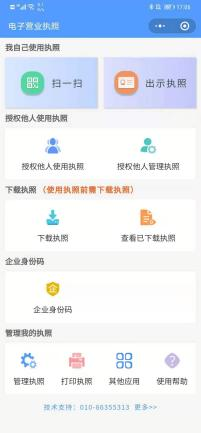 17:06
电子营业执照
我自己使用执照
扫一扫
出示执照
授权他人使用执照
授权他人使用执照
授权他人管理执照
下载执照 (使用执照前需下载执照)
下载执照
查看已下载执照
企业身份码
企业身份码
管理我的执照
管理执照
打印执照
其他应用
使用帮助
技术支持: 010-86355313 更多>>